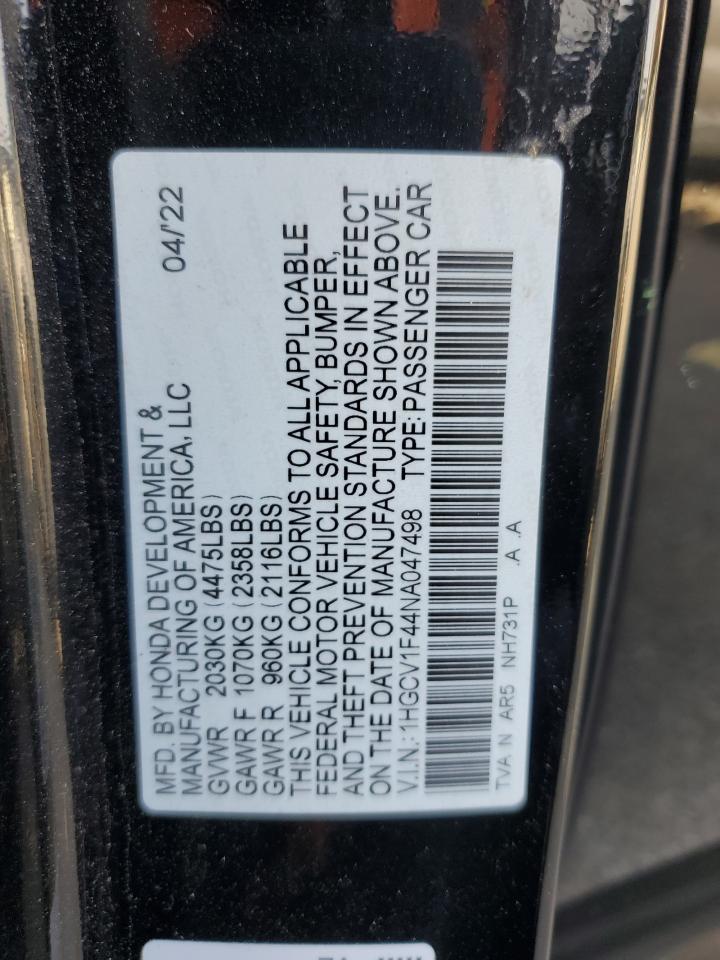 MFD. BY HONDA DEVELOPMENT & 04/'22
MANUFACTURING OF AMERICA, LLC
GVWR 2030KG (4475LBS)
GAWR F 1070KG (2358LBS)
GAWR R 960KG (2116LBS)
THIS VEHICLE CONFORMS TO ALL APPLICABLE
FEDERAL MOTOR VEHICLE SAFETY, BUMPER,
AND THEFT PREVENTION STANDARDS IN EFFECT
ON THE DATE OF MANUFACTURE SHOWN ABOVE.
V.I.N.: 1HGCV1F44NA047498 TYPE: PASSENGER CAR
TVA N AR5 NH731P .A .A